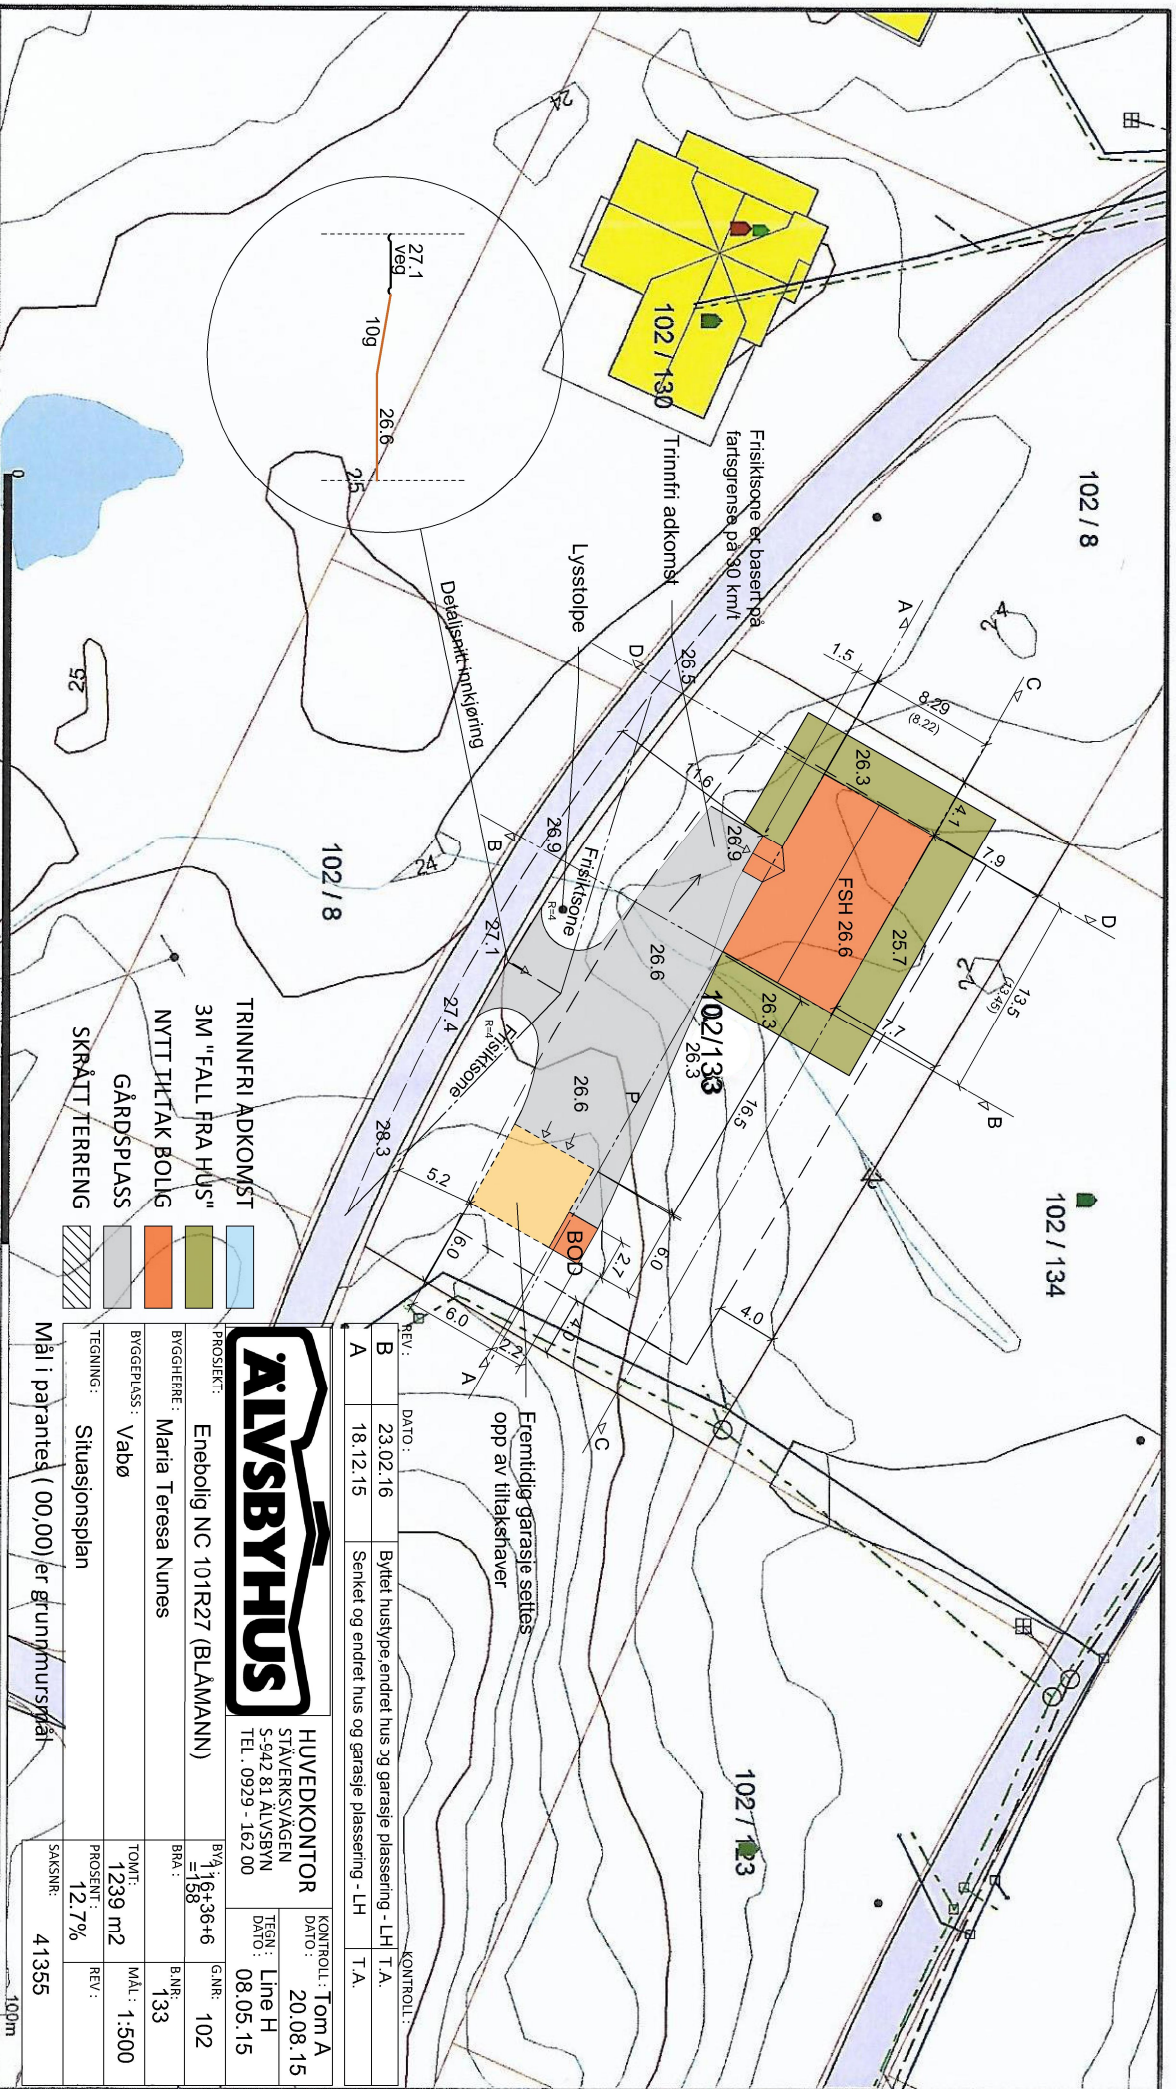 102 / 8
102 / 130
102 / 8
102/133
102 / 134
102 / 123
24
27.1
veg
10g
26.6
25
25
24
Frisiktsone er basert på
fartsgrense på 30 km/t
Trinnfri adkomst
Lysstolpe
Detaljsnitt innkjøring
A
C
D
B
D
B
A
C
1.5
8.29
(8.22)
26.3
4.1
7.9
26.5
11.6
26.9
FSH 26.6
25.7
13.5
(13.45)
26.9
Frisiktsone
R=4
27.1
27.4
26.6
26.3
26.3
7.7
16.5
Frisiktsone
R=4
26.6
P
28.3
5.2
6.0
BOD
2.7
6.0
4.0
6.0
2.2
4.0
Fremtidig garasje settes
opp av tiltakshaver
TRINNFRI ADKOMST
3M "FALL FRA HUS"
NYTT TILTAK BOLIG
GÅRDSPLASS
SKRÅTT TERRENG
REV : DATO : KONTROLL :
B 23.02.16 Byttet hustype,endret hus og garasje plassering - LH T.A.
A 18.12.15 Senket og endret hus og garasje plassering - LH T.A.
ÄLVSBYHUS
HUVEDKONTOR
STÄVERKSVÄGEN
S-942 81 ÄLVSBYN
TEL . 0929 - 162 00
KONTROLL : Tom A
DATO : 20.08.15
TEGN : Line H
DATO : 08.05.15
PROSJEKT: Enebolig NC 101R27 (BLÅMANN)
BYGGHERRE : Maria Teresa Nunes
BYGGEPLASS : Vabø
TEGNING : Situasjonsplan
BYA : 116+36+6
=158
G.NR: 102
BRA :
B.NR: 133
TOMT: 1239 m2
MÅL : 1:500
PROSENT : 12.7%
REV :
SAKSNR: 41355
Mål i parantes ( 00,00) er grunnmursmål
0
100m